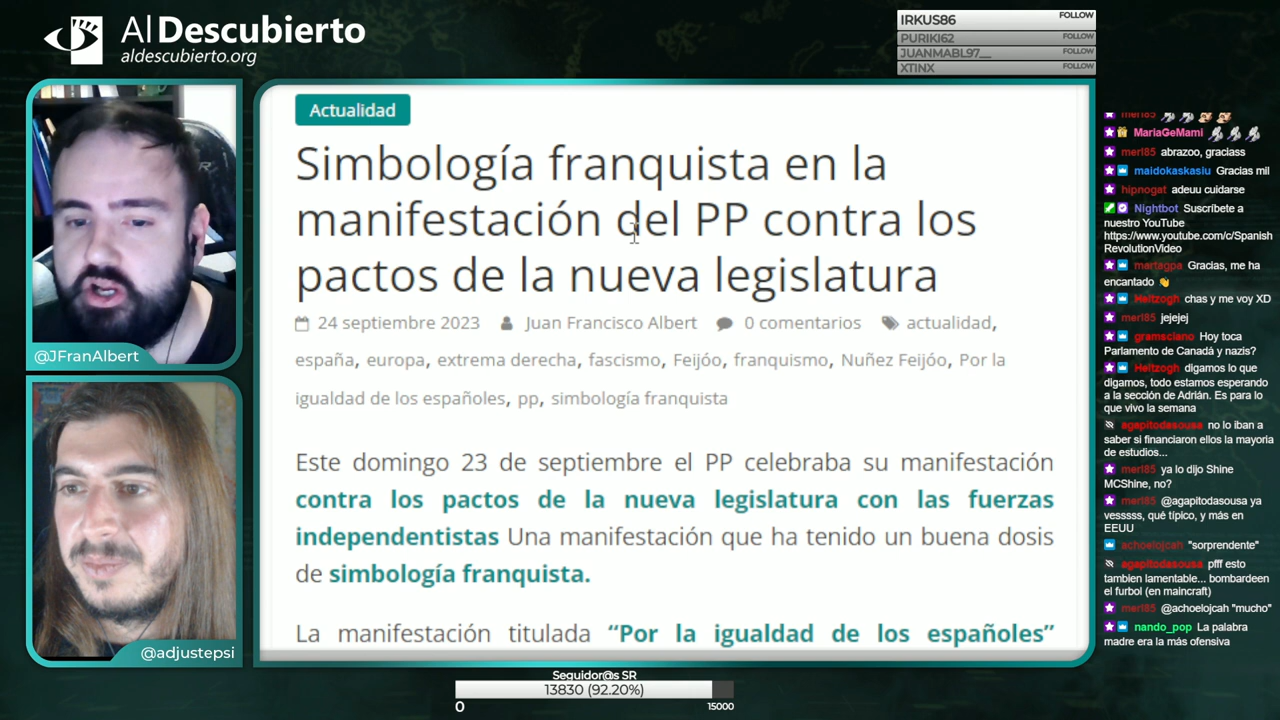 Al Descubierto
aldescubierto.org
IRKUS86 FOLLOW
PURIKI62 FOLLOW
JUANMABL97__ FOLLOW
XTINX FOLLOW
@JFranAlbert
@adjustepsi
Actualidad
Simbología franquista en la
manifestación del PP contra los
pactos de la nueva legislatura
24 septiembre 2023 Juan Francisco Albert 0 comentarios actualidad,
españa, europa, extrema derecha, fascismo, Feijóo, franquismo, Nuñez Feijóo, Por la
igualdad de los españoles, pp, simbología franquista
Este domingo 23 de septiembre el PP celebraba su manifestación
contra los pactos de la nueva legislatura con las fuerzas
independentistas Una manifestación que ha tenido un buena dosis
de simbología franquista.
La manifestación titulada “Por la igualdad de los españoles”
merl85
MariaGeMami
merl85 abrazoo, graciass
maidokaskasiu Gracias mil
hipnogat adeuu cuidarse
Nightbot Suscríbete a
nuestro YouTube
https://www.youtube.com/c/Spanish
RevolutionVideo
martagpa Gracias, me ha
encantado 👏
Heltzogh chas y me voy XD
merl85 jejejej
gramsciano Hoy toca
Parlamento de Canadá y nazis?
Heltzogh digamos lo que
digamos, todo estamos esperando
a la sección de Adrián. Es para lo
que vivo la semana
agapitodasousa no lo iban a
saber si financiaron ellos la mayoria
de estudios...
merl85 ya lo dijo Shine
McShine, no?
merl85 @agapitodasousa ya
vesssss, qué típico, y más en
EEUU
achoelojcah "sorprendente"
agapitodasousa pfff esto
tambien lamentable... bombardeen
el furbol (en maincraft)
merl85 @achoelojcah "mucho"
nando_pop La palabra
madre era la más ofensiva
Seguidor@s SR
13830 (92.20%)
0 15000